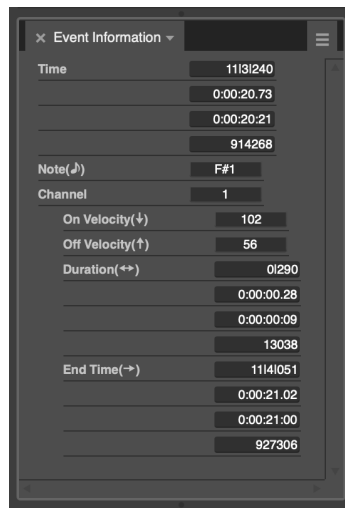 × Event Information
Time 11|3|240
0:00:20.73
0:00:20:21
914268
Note(♪) F#1
Channel 1
On Velocity(↓) 102
Off Velocity(↑) 56
Duration(↔) 0|290
0:00:00.28
0:00:00:09
13038
End Time(→) 11|4|051
0:00:21.02
0:00:21:00
927306